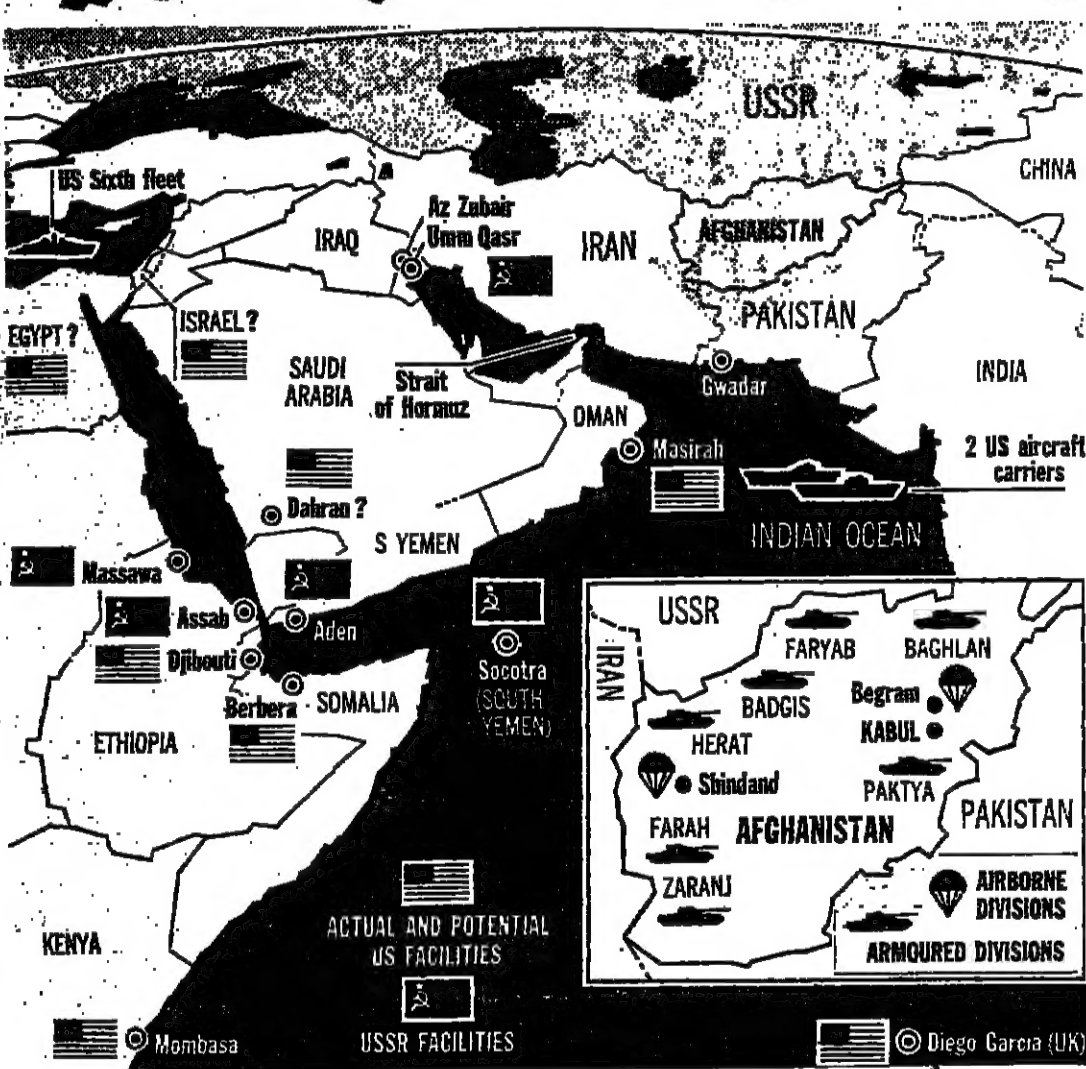 USSR
CHINA
US Sixth fleet
Az Zubair
Umm Qasr
IRAQ
IRAN
AFGHANISTAN
PAKISTAN
EGYPT ?
ISRAEL ?
SAUDI
ARABIA
Strait
of Hormuz
Gwadar
INDIA
OMAN
Masirah
2 US aircraft
carriers
INDIAN OCEAN
Dahran ?
S YEMEN
Massawa
Assab
Aden
Djibouti
Berbera
SOMALIA
ETHIOPIA
Socotra
(SOUTH
YEMEN)
KENYA
Mombasa
ACTUAL AND POTENTIAL
US FACILITIES
USSR FACILITIES
Diego Garcia (UK)
USSR
IRAN
FARYAB
BAGHLAN
BADGIS
Begram
KABUL
HERAT
Shindand
PAKTYA
FARAH
AFGHANISTAN
PAKISTAN
ZARANJ
AIRBORNE
DIVISIONS
ARMOURED DIVISIONS